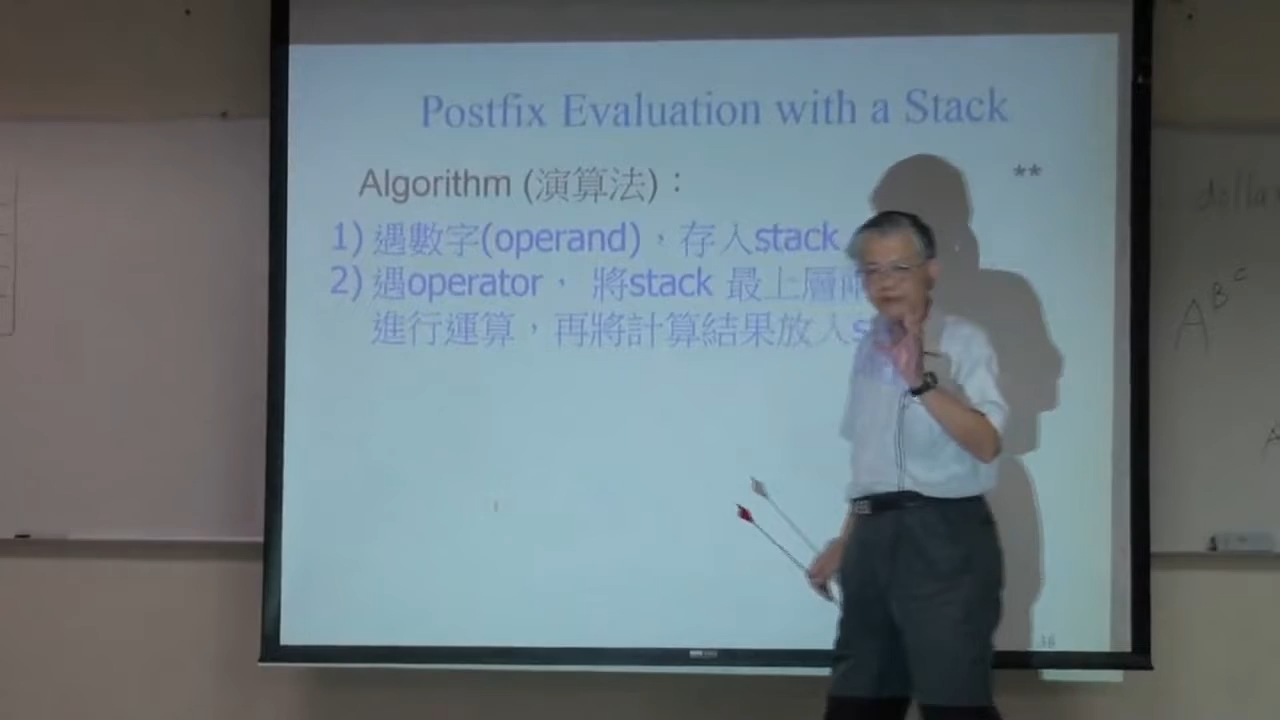 Postfix Evaluation with a Stack
**
Algorithm (演算法)：
1) 遇數字(operand)，存入stack
2) 遇operator， 將stack 最上層
進行運算，再將計算結果放入s
dolla
A B C
36